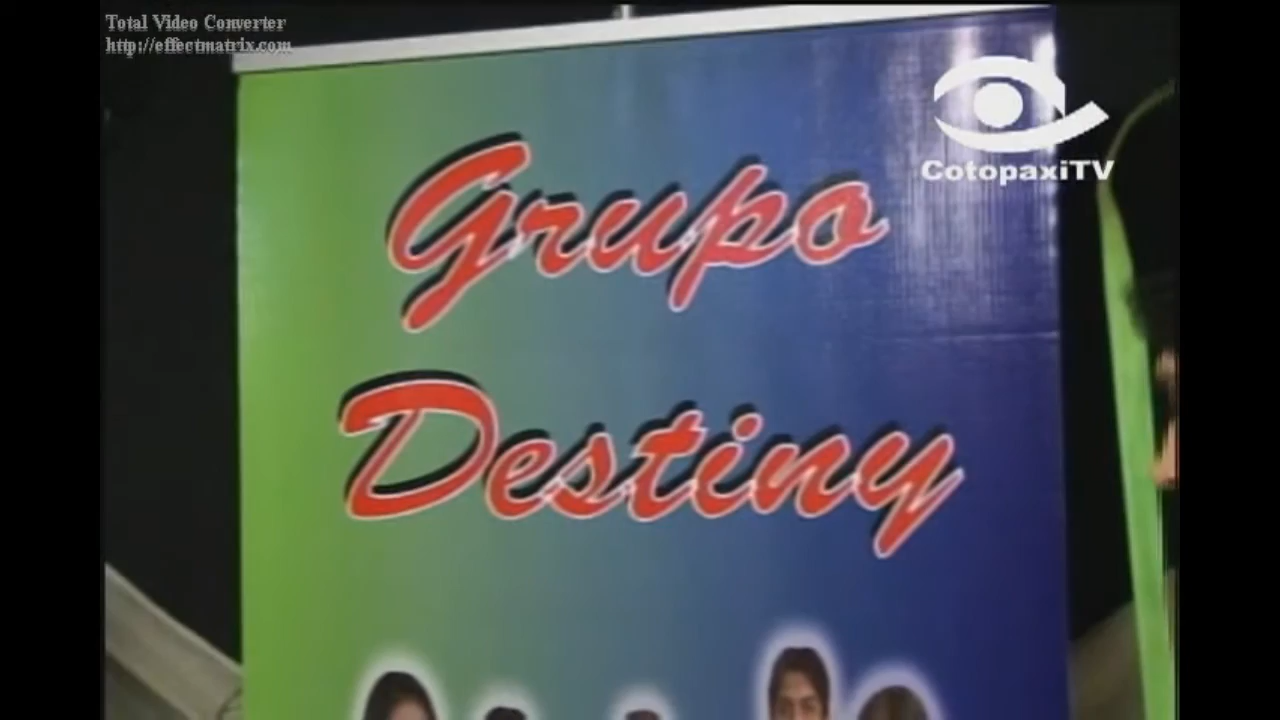 Total Video Converter
http://effectmatrix.com
CotopaxiTV
Grupo
Destiny